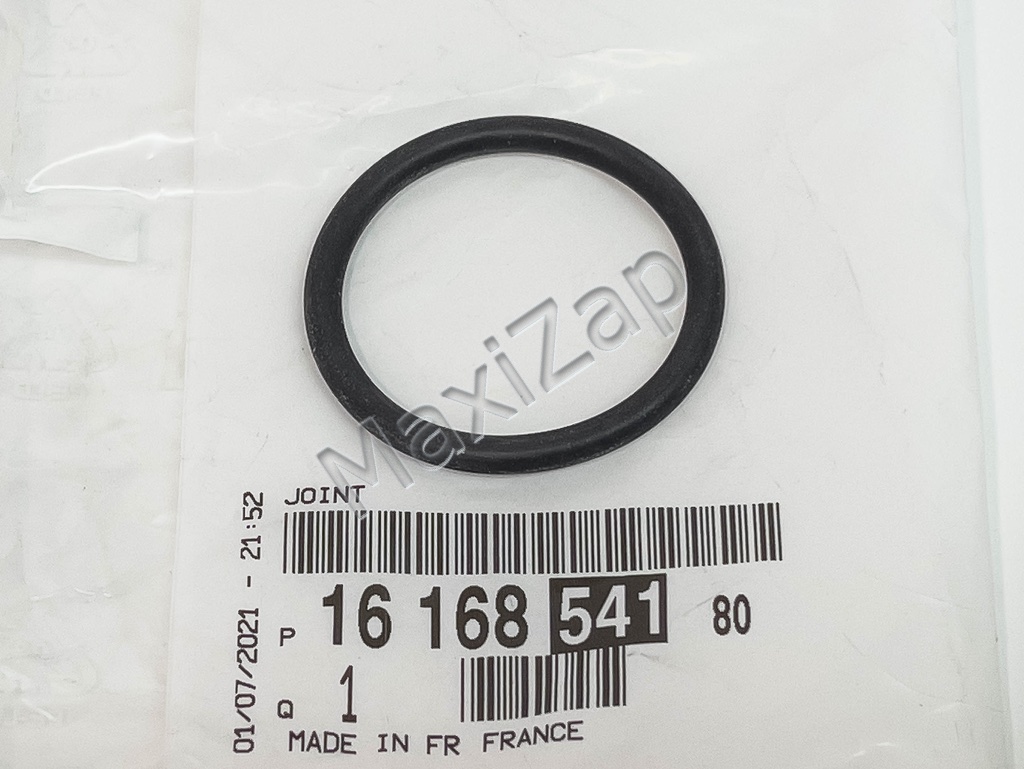 MaxiZap
JOINT
P 16 168 541 80
Q 1
MADE IN FR FRANCE
01/07/2021 - 21:52